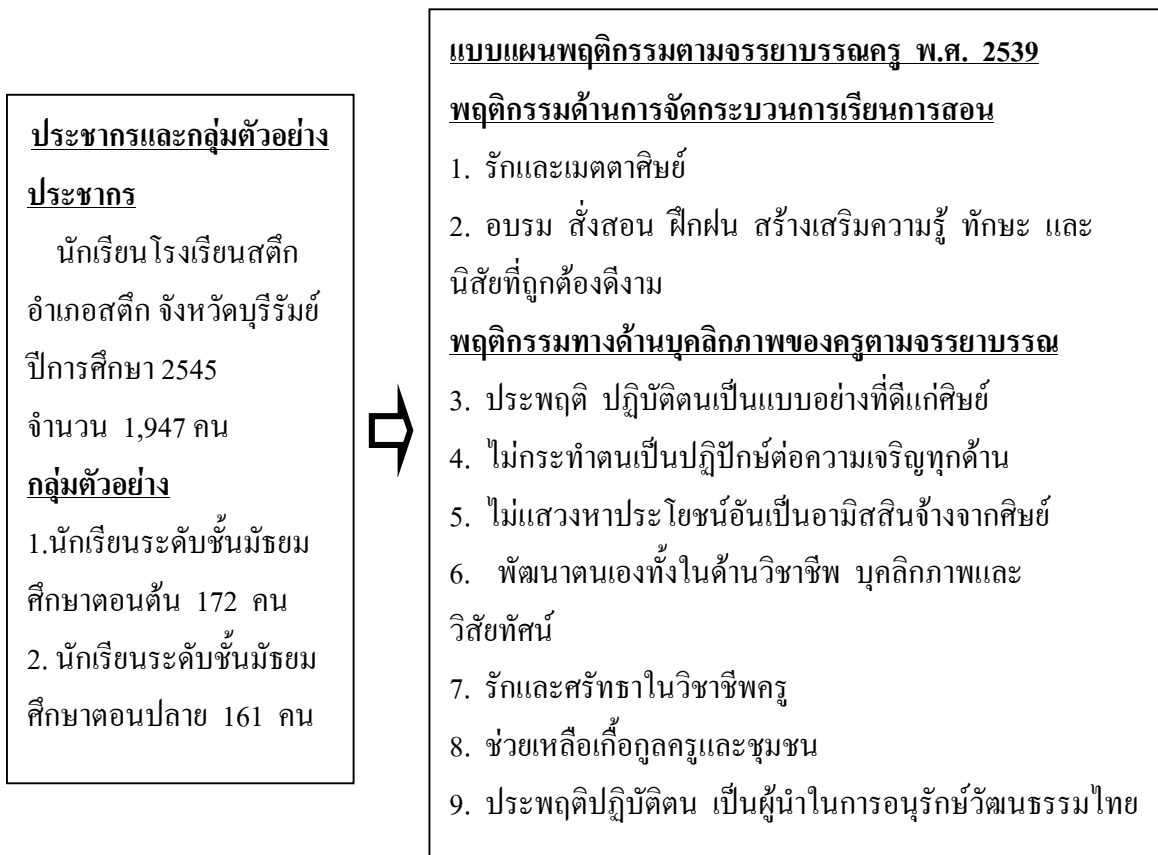 ประชากรและกลุ่มตัวอย่าง
ประชากร
นักเรียนโรงเรียนสตึก
อำเภอสตึก จังหวัดบุรีรัมย์
ปีการศึกษา 2545
จำนวน 1,947 คน
กลุ่มตัวอย่าง
1.นักเรียนระดับชั้นมัธยม
ศึกษาตอนต้น 172 คน
2. นักเรียนระดับชั้นมัธยม
ศึกษาตอนปลาย 161 คน
แบบแผนพฤติกรรมตามจรรยาบรรณครู พ.ศ. 2539
พฤติกรรมด้านการจัดกระบวนการเรียนการสอน
1. รักและเมตตาศิษย์
2. อบรม สั่งสอน ฝึกฝน สร้างเสริมความรู้ ทักษะ และ
นิสัยที่ถูกต้องดีงาม
พฤติกรรมทางด้านบุคลิกภาพของครูตามจรรยาบรรณ
3. ประพฤติ ปฏิบัติตนเป็นแบบอย่างที่ดีแก่ศิษย์
4. ไม่กระทำตนเป็นปฏิปักษ์ต่อความเจริญทุกด้าน
5. ไม่แสวงหาประโยชน์อันเป็นอามิสสินจ้างจากศิษย์
6. พัฒนาตนเองทั้งในด้านวิชาชีพ บุคลิกภาพและ
วิสัยทัศน์
7. รักและศรัทธาในวิชาชีพครู
8. ช่วยเหลือเกื้อกูลครูและชุมชน
9. ประพฤติปฏิบัติตน เป็นผู้นำในการอนุรักษ์วัฒนธรรมไทย